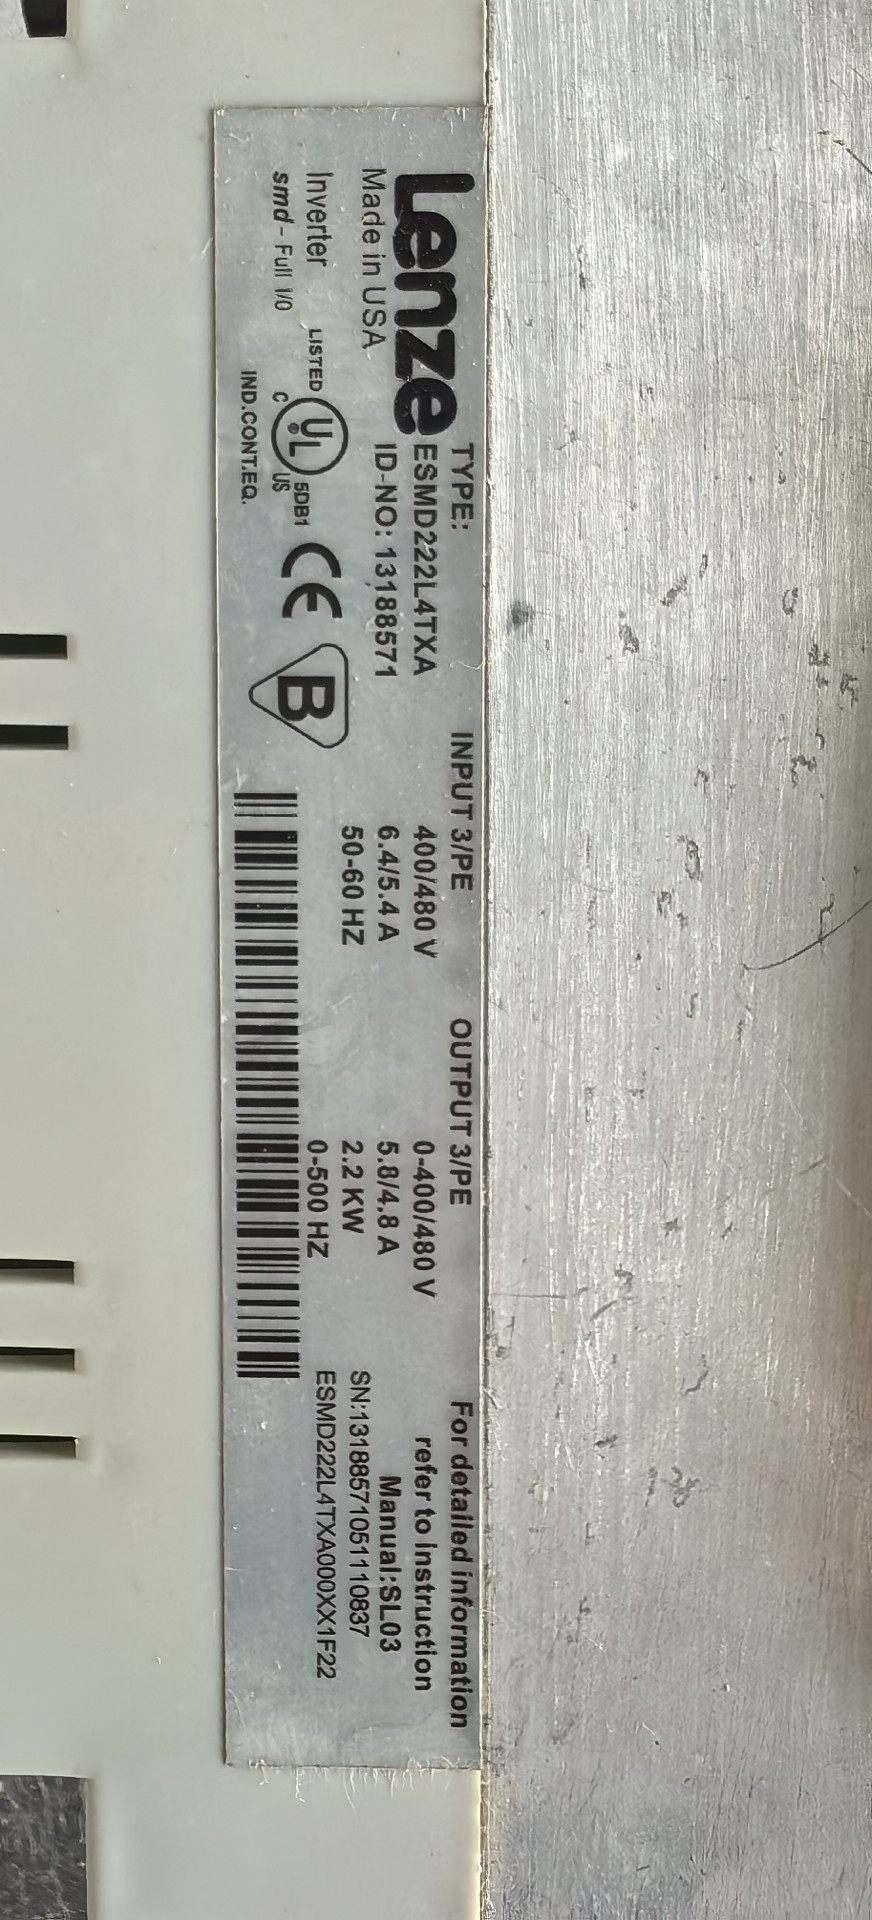 Lenze
Made in USA
Inverter
smd - Full I/O
LISTED
UL
C
US
5DB1
IND.CONT.EQ.
CE
B
TYPE:
ESMD222L4TXA
ID-NO: 13188571
INPUT 3/PE
400/480 V
6.4/5.4 A
50-60 HZ
OUTPUT 3/PE
0-400/480 V
5.8/4.8 A
2.2 KW
0-500 HZ
For detailed information
refer to Instruction
Manual:SL03
SN:13188571051110837
ESMD222L4TXA000XX1F22